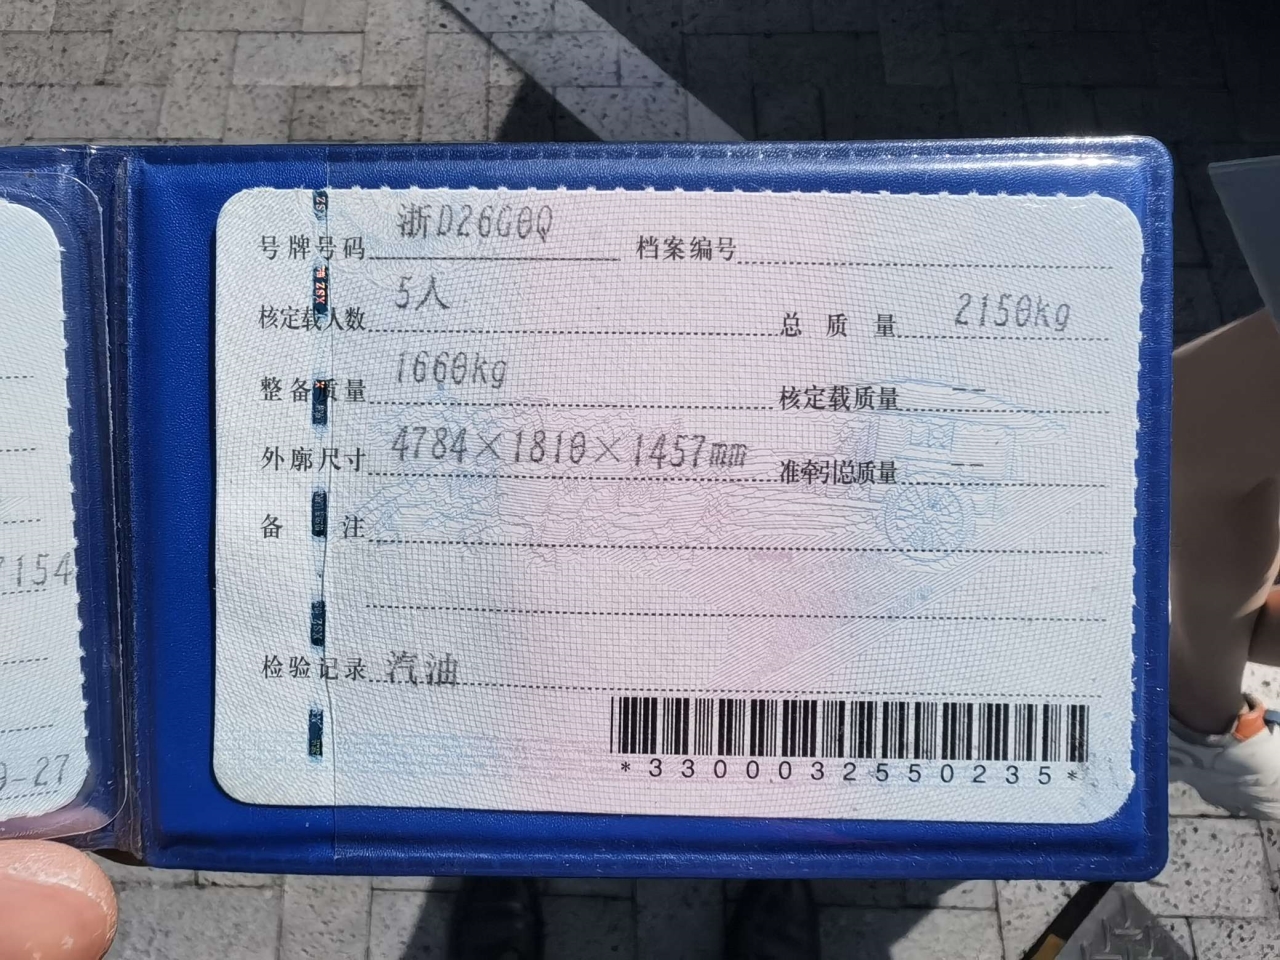 号牌号码 浙D26G0Q 档案编号
核定载人数 5人 总质量 2150kg
整备质量 1660kg 核定载质量 --
外廓尺寸 4784×1810×1457mm 准牵引总质量 --
备注
检验记录 汽油
*3300032550235*
7154
9-27